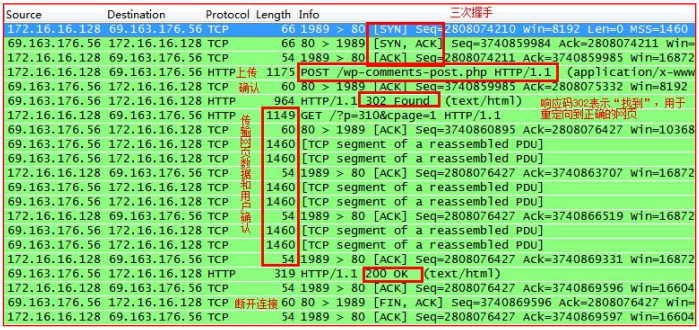 Source Destination Protocol Length Info 三次握手
172.16.16.128 69.163.176.56 TCP 66 1989 > 80 [SYN] Seq=2808074210 Win=8192 Len=0 MSS=1460
69.163.176.56 172.16.16.128 TCP 66 80 > 1989 [SYN, ACK] Seq=3740859984 Ack=2808074211 Win=
172.16.16.128 69.163.176.56 TCP 54 1989 > 80 [ACK] Seq=2808074211 Ack=3740859985 Win=168
172.16.16.128 69.163.176.56 HTTP上传 1175 POST /wp-comments-post.php HTTP/1.1 (application/x-www
69.163.176.56 172.16.16.128 TCP 确认 60 80 > 1989 [ACK] Seq=3740859985 Ack=2808075332 Win=8192
69.163.176.56 172.16.16.128 HTTP 964 HTTP/1.1 302 Found (text/html)
响应码302表示“找到”，用于
重定向到正确的网页
172.16.16.128 69.163.176.56 HTTP 1149 GET /?p=310&cpage=1 HTTP/1.1
传输网页数据和用户确认
69.163.176.56 172.16.16.128 TCP 60 80 > 1989 [ACK] Seq=3740860895 Ack=2808076427 Win=10368
69.163.176.56 172.16.16.128 TCP 1460 [TCP segment of a reassembled PDU]
69.163.176.56 172.16.16.128 TCP 1460 [TCP segment of a reassembled PDU]
172.16.16.128 69.163.176.56 TCP 54 1989 > 80 [ACK] Seq=2808076427 Ack=3740863707 Win=16872
69.163.176.56 172.16.16.128 TCP 1460 [TCP segment of a reassembled PDU]
69.163.176.56 172.16.16.128 TCP 1460 [TCP segment of a reassembled PDU]
172.16.16.128 69.163.176.56 TCP 54 1989 > 80 [ACK] Seq=2808076427 Ack=3740866519 Win=16872
69.163.176.56 172.16.16.128 TCP 1460 [TCP segment of a reassembled PDU]
69.163.176.56 172.16.16.128 TCP 1460 [TCP segment of a reassembled PDU]
172.16.16.128 69.163.176.56 TCP 54 1989 > 80 [ACK] Seq=2808076427 Ack=3740869331 Win=16872
69.163.176.56 172.16.16.128 HTTP 319 HTTP/1.1 200 OK (text/html)
69.163.176.56 172.16.16.128 TCP 断开连接 60 80 > 1989 [FIN, ACK] Seq=3740869596 Ack=2808076427 Win=
172.16.16.128 69.163.176.56 TCP 54 1989 > 80 [ACK] Seq=2808076427 Ack=3740869597 Win=16604